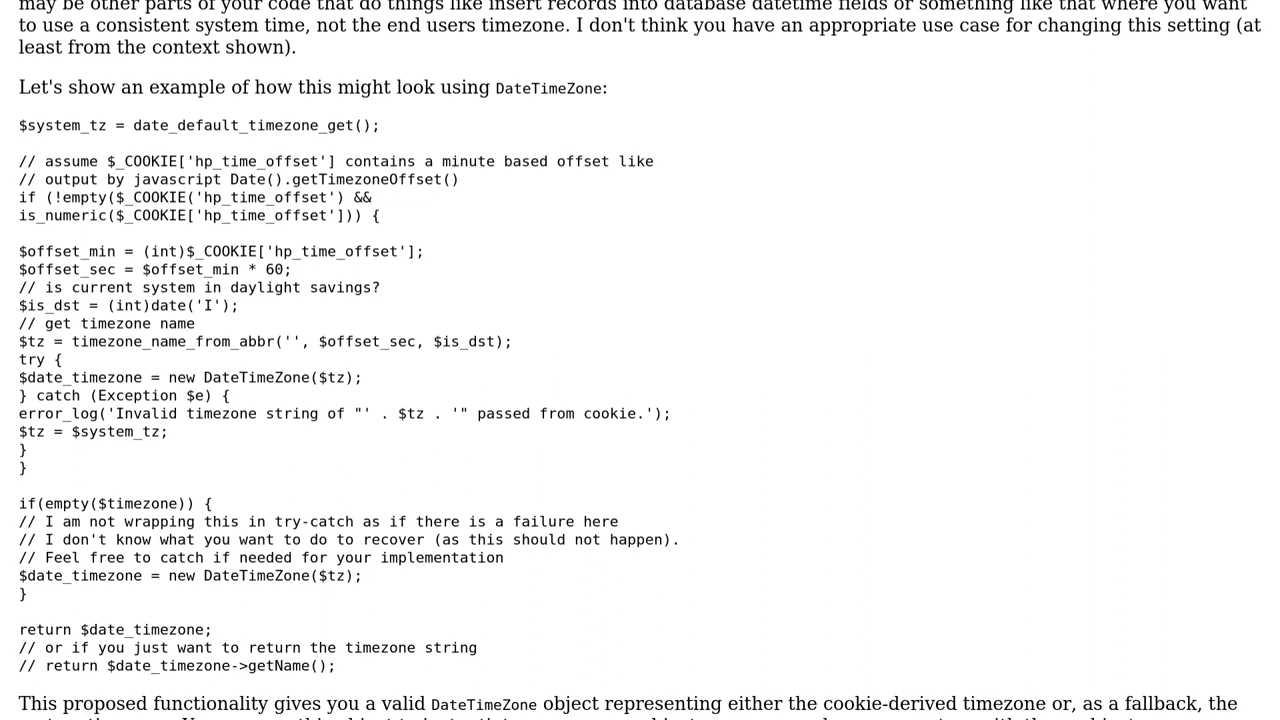 may be other parts of your code that do things like insert records into database datetime fields or something like that where you want
to use a consistent system time, not the end users timezone. I don't think you have an appropriate use case for changing this setting (at
least from the context shown).
Let's show an example of how this might look using DateTimeZone:
$system_tz = date_default_timezone_get();
// assume $_COOKIE['hp_time_offset'] contains a minute based offset like
// output by javascript Date().getTimezoneOffset()
if (!empty($_COOKIE('hp_time_offset') &&
is_numeric($_COOKIE['hp_time_offset'])) {
$offset_min = (int)$_COOKIE['hp_time_offset'];
$offset_sec = $offset_min * 60;
// is current system in daylight savings?
$is_dst = (int)date('I');
// get timezone name
$tz = timezone_name_from_abbr('', $offset_sec, $is_dst);
try {
$date_timezone = new DateTimeZone($tz);
} catch (Exception $e) {
error_log('Invalid timezone string of "' . $tz . '" passed from cookie.');
$tz = $system_tz;
}
}
if(empty($timezone)) {
// I am not wrapping this in try-catch as if there is a failure here
// I don't know what you want to do to recover (as this should not happen).
// Feel free to catch if needed for your implementation
$date_timezone = new DateTimeZone($tz);
}
return $date_timezone;
// or if you just want to return the timezone string
// return $date_timezone->getName();
This proposed functionality gives you a valid DateTimeZone object representing either the cookie-derived timezone or, as a fallback, the